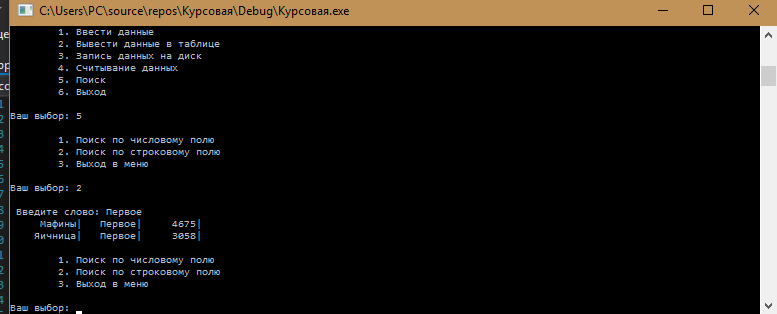 C:\Users\PC\source\repos\Курсовая\Debug\Курсовая.exe
1. Ввести данные
2. Вывести данные в таблице
3. Запись данных на диск
4. Считывание данных
5. Поиск
6. Выход
Ваш выбор: 5
1. Поиск по числовому полю
2. Поиск по строковому полю
3. Выход в меню
Ваш выбор: 2
Введите слово: Первое
Мафины| Первое| 4675|
Яичница| Первое| 3058|
1. Поиск по числовому полю
2. Поиск по строковому полю
3. Выход в меню
Ваш выбор: